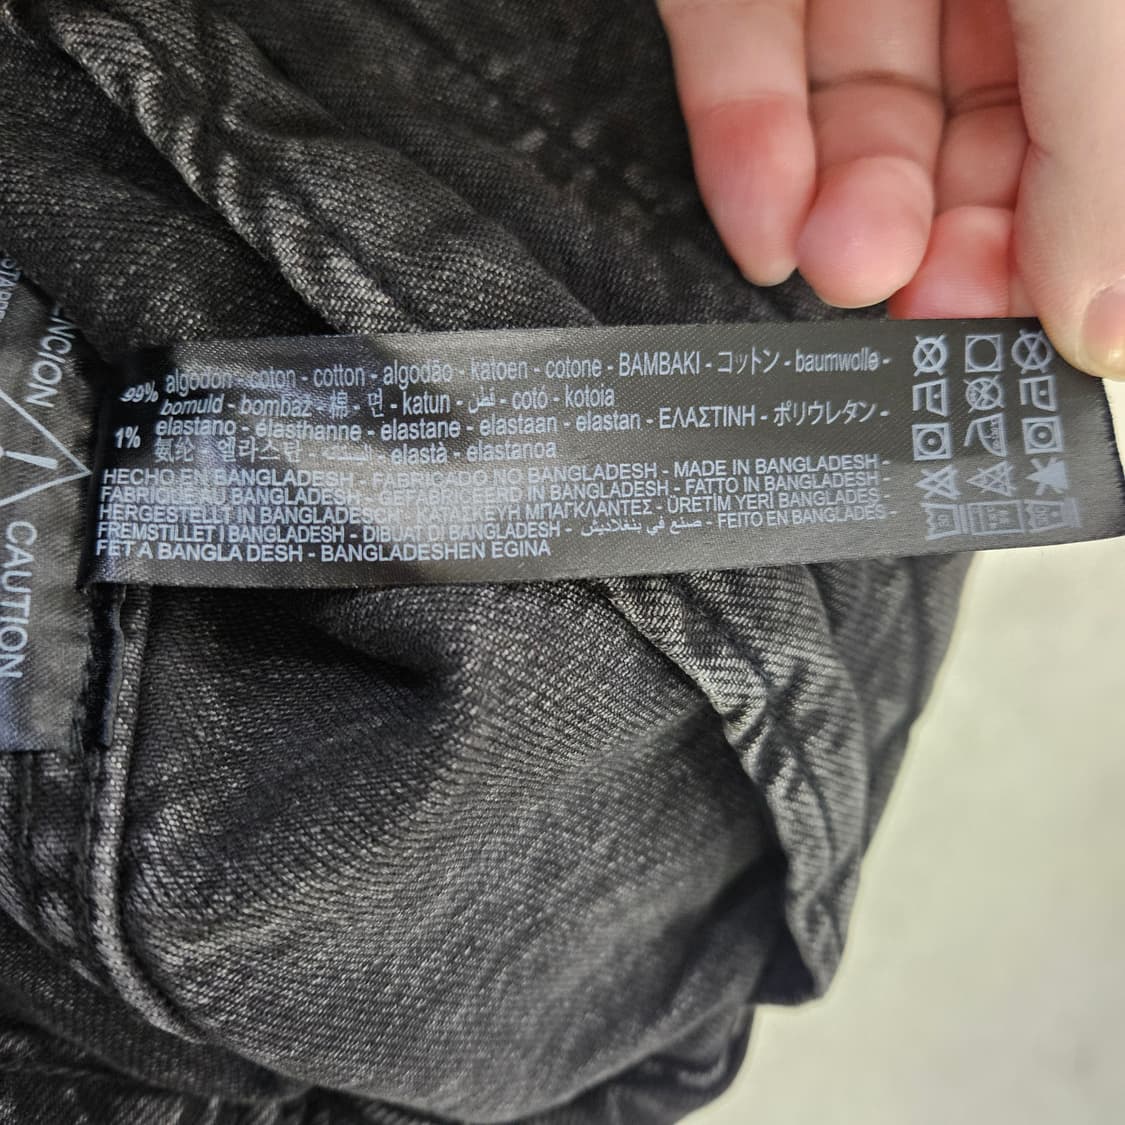 99% algodón - coton - cotton - algodão - katoen - cotone - ΒΑΜΒΑΚΙ - コットン - baumwolle -
bomuld - bombaž - 棉 - 면 - katun - قطن - cotó - kotoia
1% elastano - élasthanne - elastane - elastaan - elastan - ΕΛΑΣΤΙΝΗ - ポリウレタン -
氨纶 - 엘라스탄 - elastà - elastanoa
HECHO EN BANGLADESH - FABRICADO NO BANGLADESH - MADE IN BANGLADESH -
FABRIQUE AU BANGLADESH - GEFABRICEERD IN BANGLADESH - FATTO IN BANGLADESH -
HERGESTELLT IN BANGLADESCH - ΚΑΤΑΣΚΕΥΗ ΜΠΑΓΚΛΑΝΤΕΣ - ÜRETİM YERİ BANGLADEŞ -
FREMSTILLET I BANGLADESH - DIBUAT DI BANGLADESH - صنع في بنغلاديش - FEITO EN BANGLADÉS -
FET A BANGLA DESH - BANGLADESHEN EGINA
CAUTION